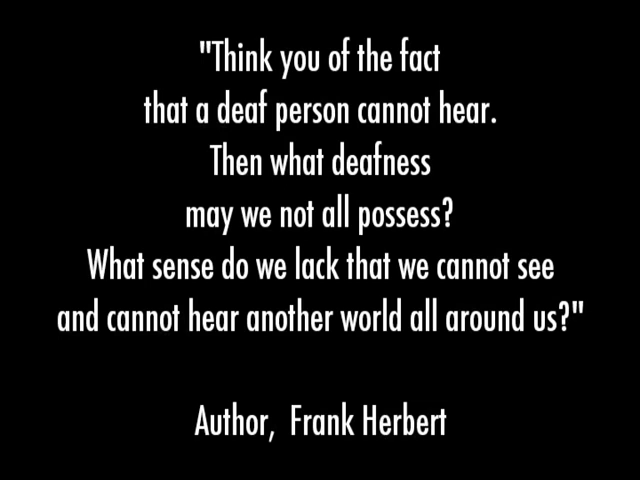 "Think you of the fact
that a deaf person cannot hear.
Then what deafness
may we not all possess?
What sense do we lack that we cannot see
and cannot hear another world all around us?"
Author, Frank Herbert